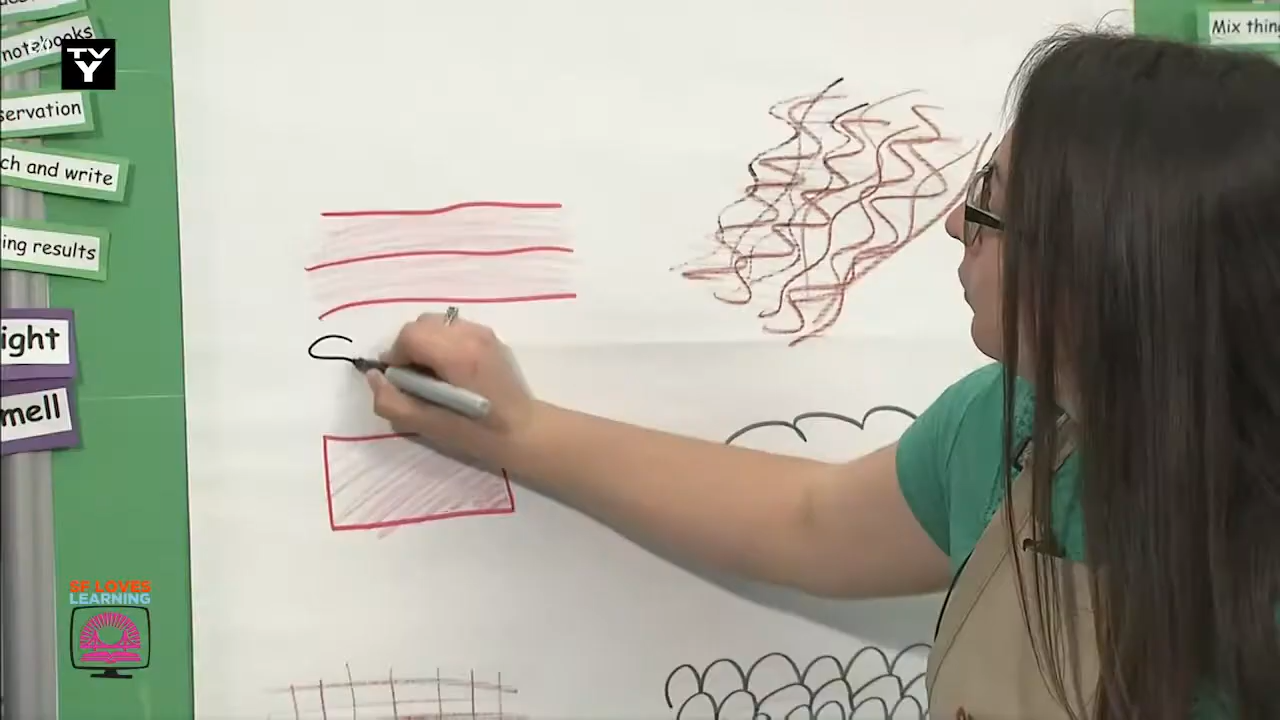 notebooks
TV
Y
servation
ch and write
ing results
ight
mell
SF LOVES
LEARNING
Mix thin